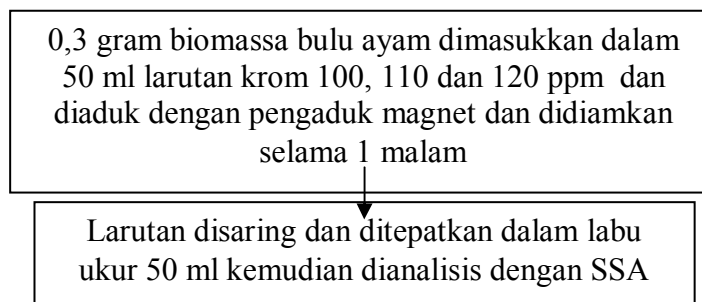 0,3 gram biomassa bulu ayam dimasukkan dalam
50 ml larutan krom 100, 110 dan 120 ppm dan
diaduk dengan pengaduk magnet dan didiamkan
selama 1 malam
Larutan disaring dan ditepatkan dalam labu
ukur 50 ml kemudian dianalisis dengan SSA